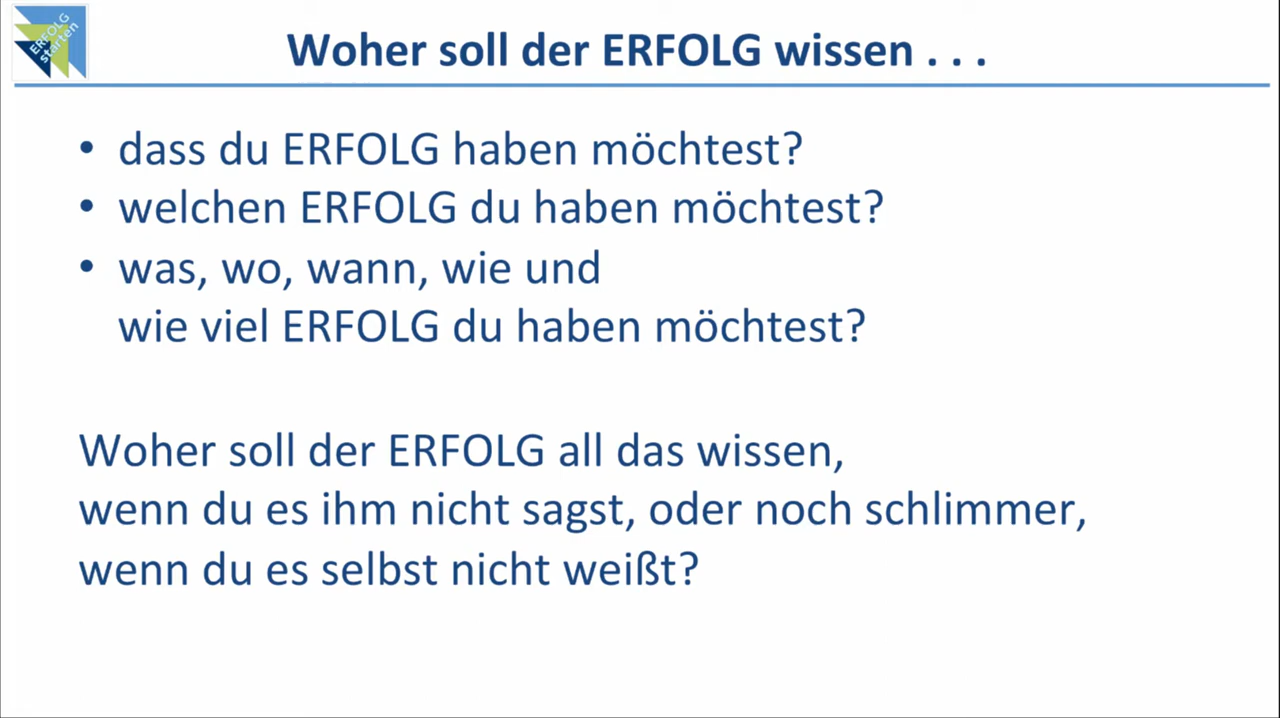 ERFOLG
starten
Woher soll der ERFOLG wissen . . .
• dass du ERFOLG haben möchtest?
• welchen ERFOLG du haben möchtest?
• was, wo, wann, wie und
wie viel ERFOLG du haben möchtest?
Woher soll der ERFOLG all das wissen,
wenn du es ihm nicht sagst, oder noch schlimmer,
wenn du es selbst nicht weißt?